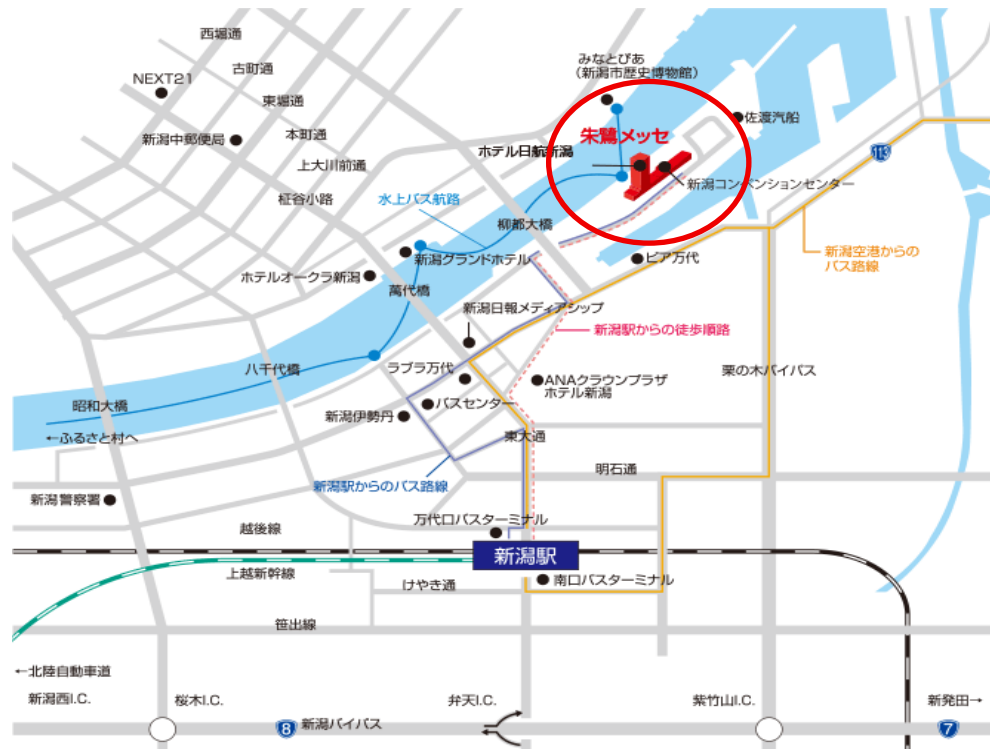 西堀通
古町通
NEXT21
東堀通
新潟中郵便局
本町通
上大川前通
柾谷小路
みなとぴあ
（新潟市歴史博物館）
朱鷺メッセ
佐渡汽船
ホテル日航新潟
新潟コンベンションセンター
113
水上バス航路
柳都大橋
新潟グランドホテル
ホテルオークラ新潟
萬代橋
ピア万代
新潟空港からの
バス路線
新潟日報メディアシップ
新潟駅からの徒歩順路
八千代橋
ラブラ万代
ANAクラウンプラザ
ホテル新潟
栗の木バイパス
昭和大橋
新潟伊勢丹
バスセンター
←ふるさと村へ
東大通
新潟駅からのバス路線
明石通
新潟警察署
万代口バスターミナル
越後線
新潟駅
上越新幹線
けやき通
南口バスターミナル
笹出線
←北陸自動車道
新潟西I.C.
桜木I.C.
弁天I.C.
紫竹山I.C.
新発田→
8
新潟バイパス
7